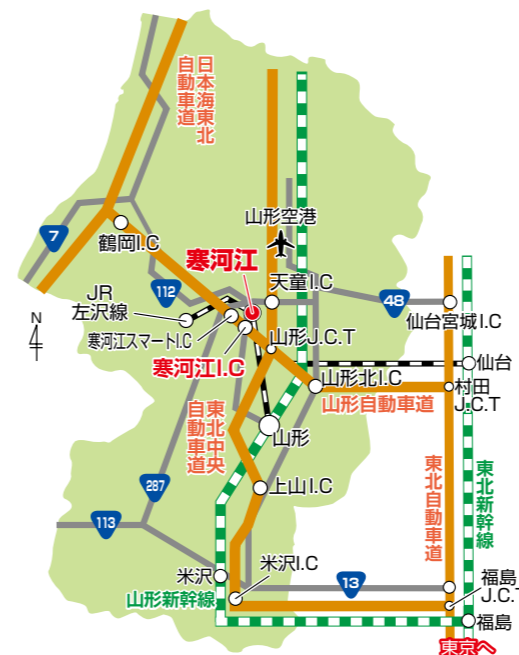 日本海東北
自動車道
7
鶴岡I.C
山形空港
寒河江
112
JR
左沢線
天童I.C
48
仙台宮城I.C
N
4
寒河江スマートI.C
山形J.C.T
寒河江I.C
仙台
山形北I.C
山形自動車道
村田
J.C.T
東北中央
自動車道
山形
東北自動車道
東北新幹線
287
上山I.C
113
米沢
米沢I.C
13
福島
J.C.T
山形新幹線
福島
東京へ